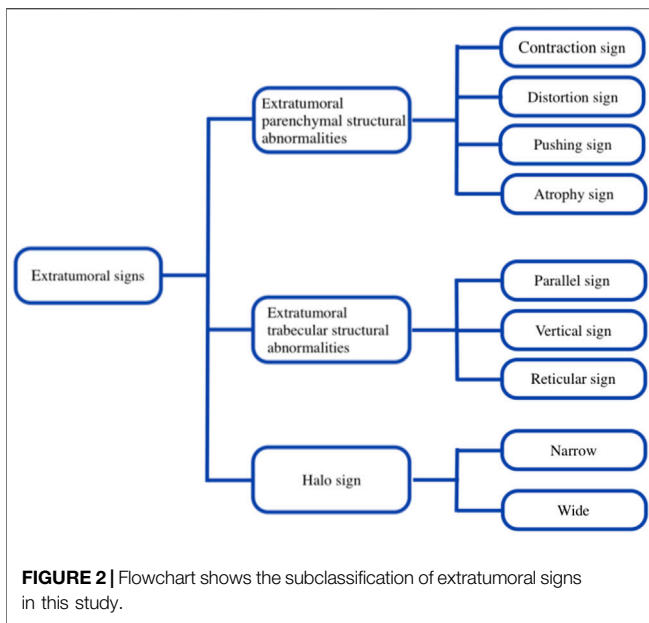 Extratumoral signs
Extratumoral
parenchymal structural
abnormalities
Contraction sign
Distortion sign
Pushing sign
Atrophy sign
Extratumoral
trabecular structural
abnormalities
Parallel sign
Vertical sign
Reticular sign
Halo sign
Narrow
Wide
FIGURE 2 | Flowchart shows the subclassification of extratumoral signs
in this study.